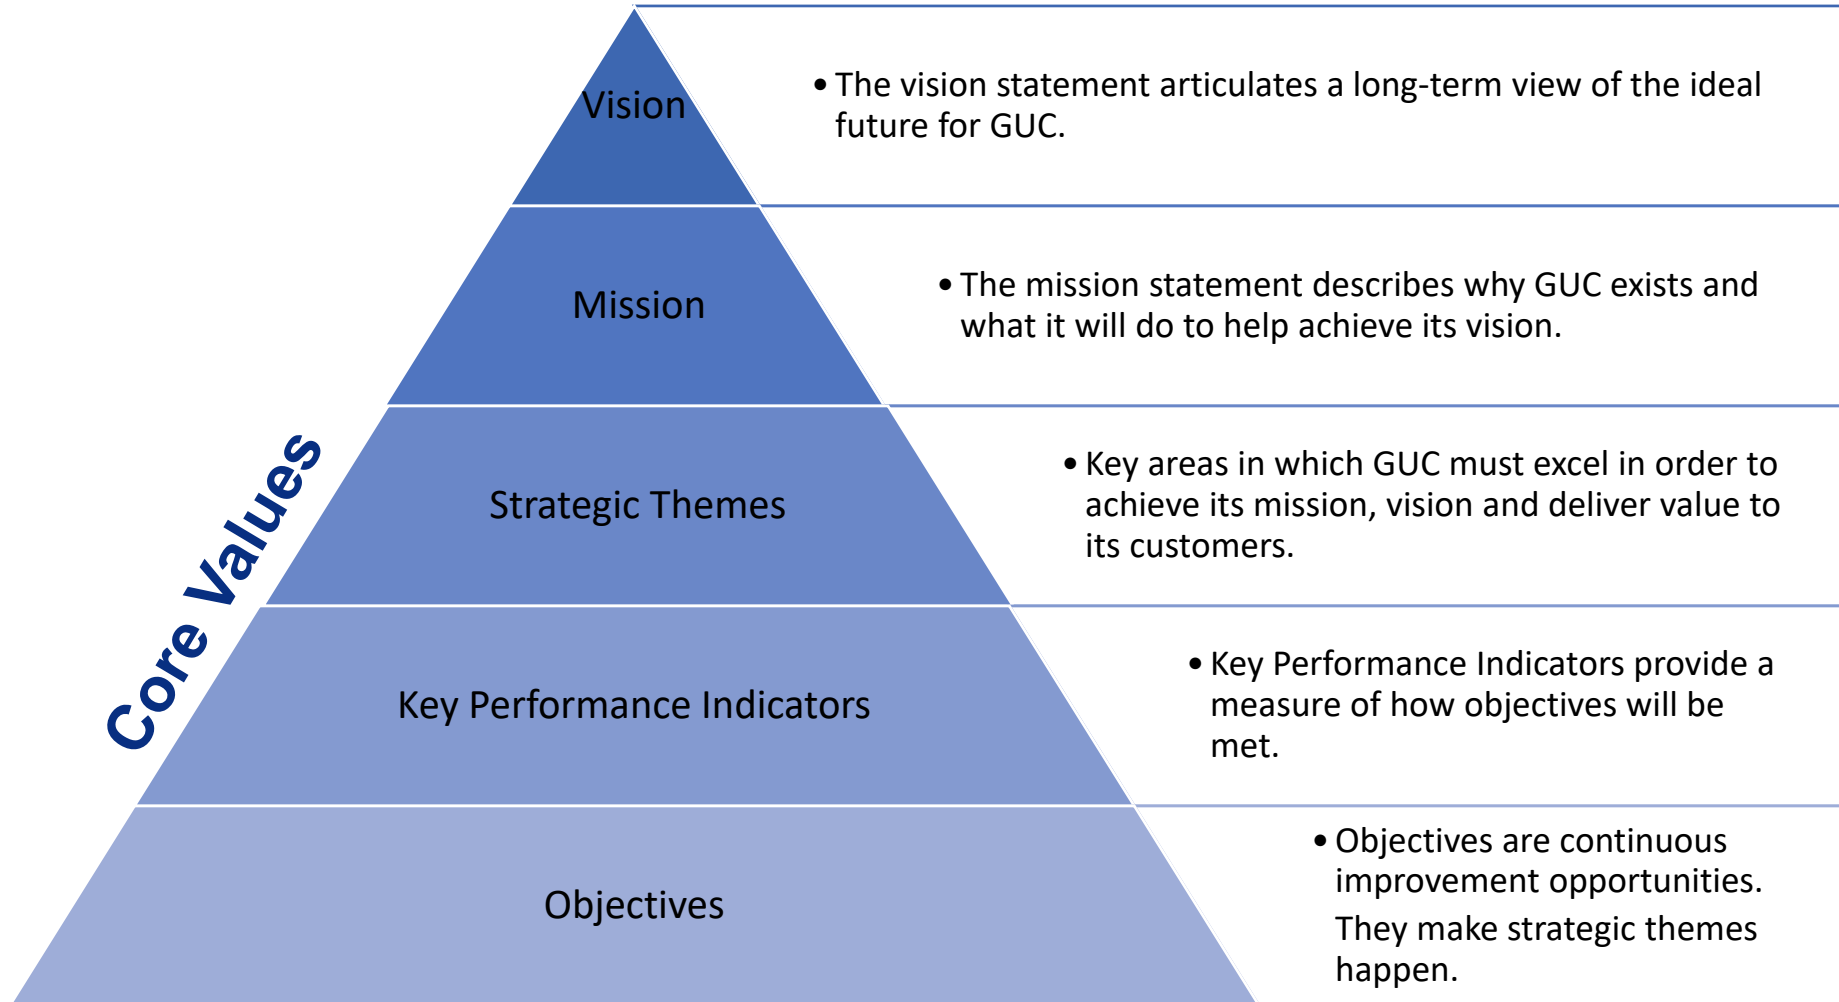 Vision
• The vision statement articulates a long-term view of the ideal
future for GUC.
Mission
• The mission statement describes why GUC exists and
what it will do to help achieve its vision.
Core Values
Strategic Themes
• Key areas in which GUC must excel in order to
achieve its mission, vision and deliver value to
its customers.
Key Performance Indicators
• Key Performance Indicators provide a
measure of how objectives will be
met.
Objectives
• Objectives are continuous
improvement opportunities.
They make strategic themes
happen.